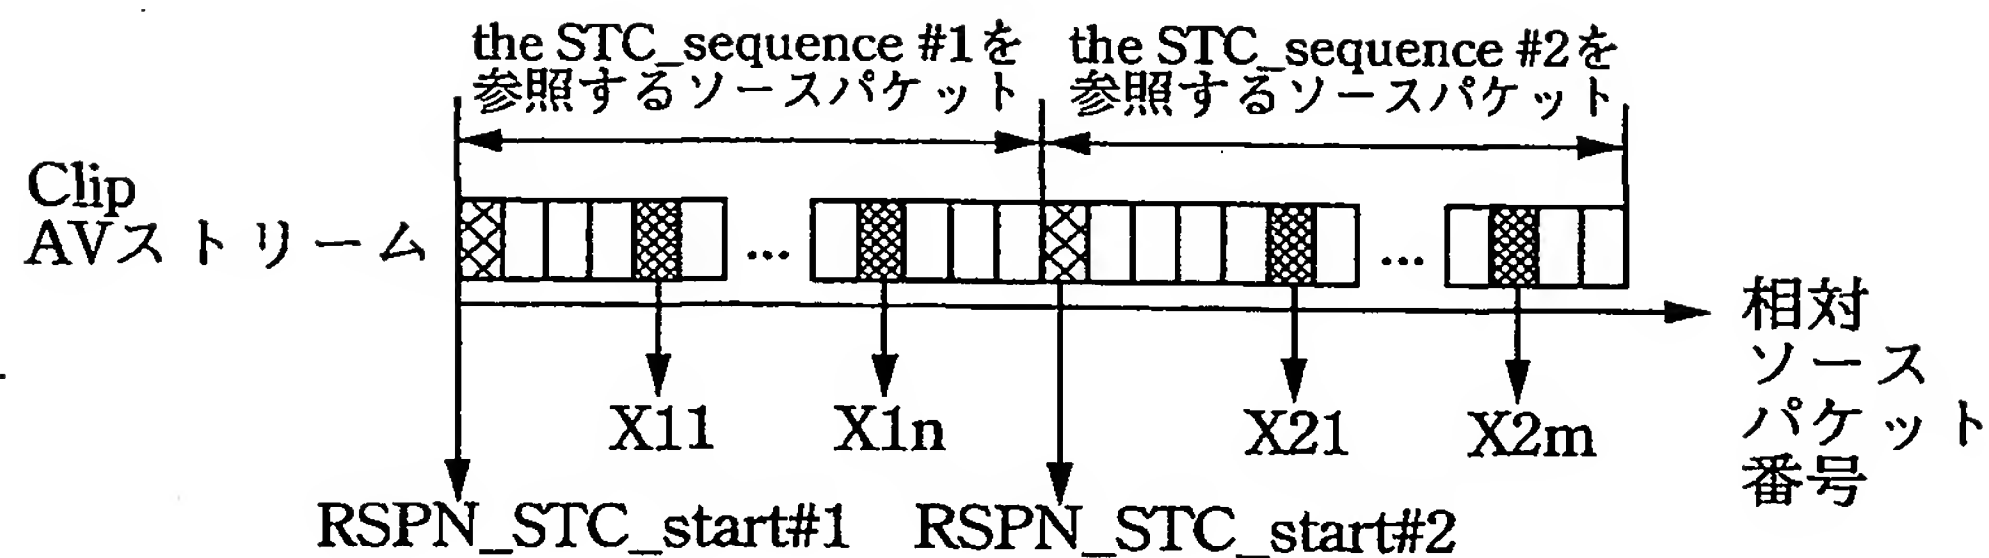 the STC_sequence #1を
参照するソースパケット
the STC_sequence #2を
参照するソースパケット
Clip
AVストリーム
...
...
相対
ソース
パケット
番号
X11
X1n
X21
X2m
RSPN_STC_start#1
RSPN_STC_start#2